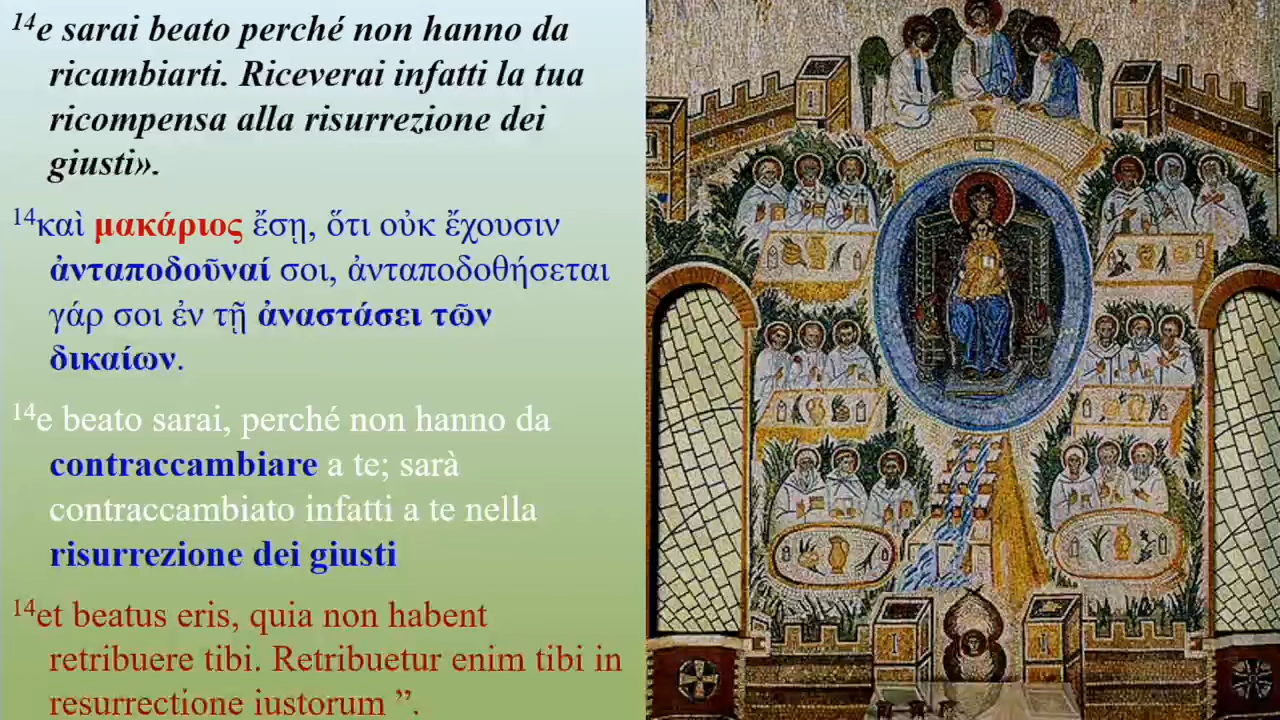 14e sarai beato perché non hanno da
ricambiarti. Riceverai infatti la tua
ricompensa alla risurrezione dei
giusti».
14καὶ μακάριος ἔσῃ, ὅτι οὐκ ἔχουσιν
ἀνταποδοῦναί σοι, ἀνταποδοθήσεται
γάρ σοι ἐν τῇ ἀναστάσει τῶν
δικαίων.
14e beato sarai, perché non hanno da
contraccambiare a te; sarà
contraccambiato infatti a te nella
risurrezione dei giusti
14et beatus eris, quia non habent
retribuere tibi. Retribuetur enim tibi in
resurrectione iustorum ”.